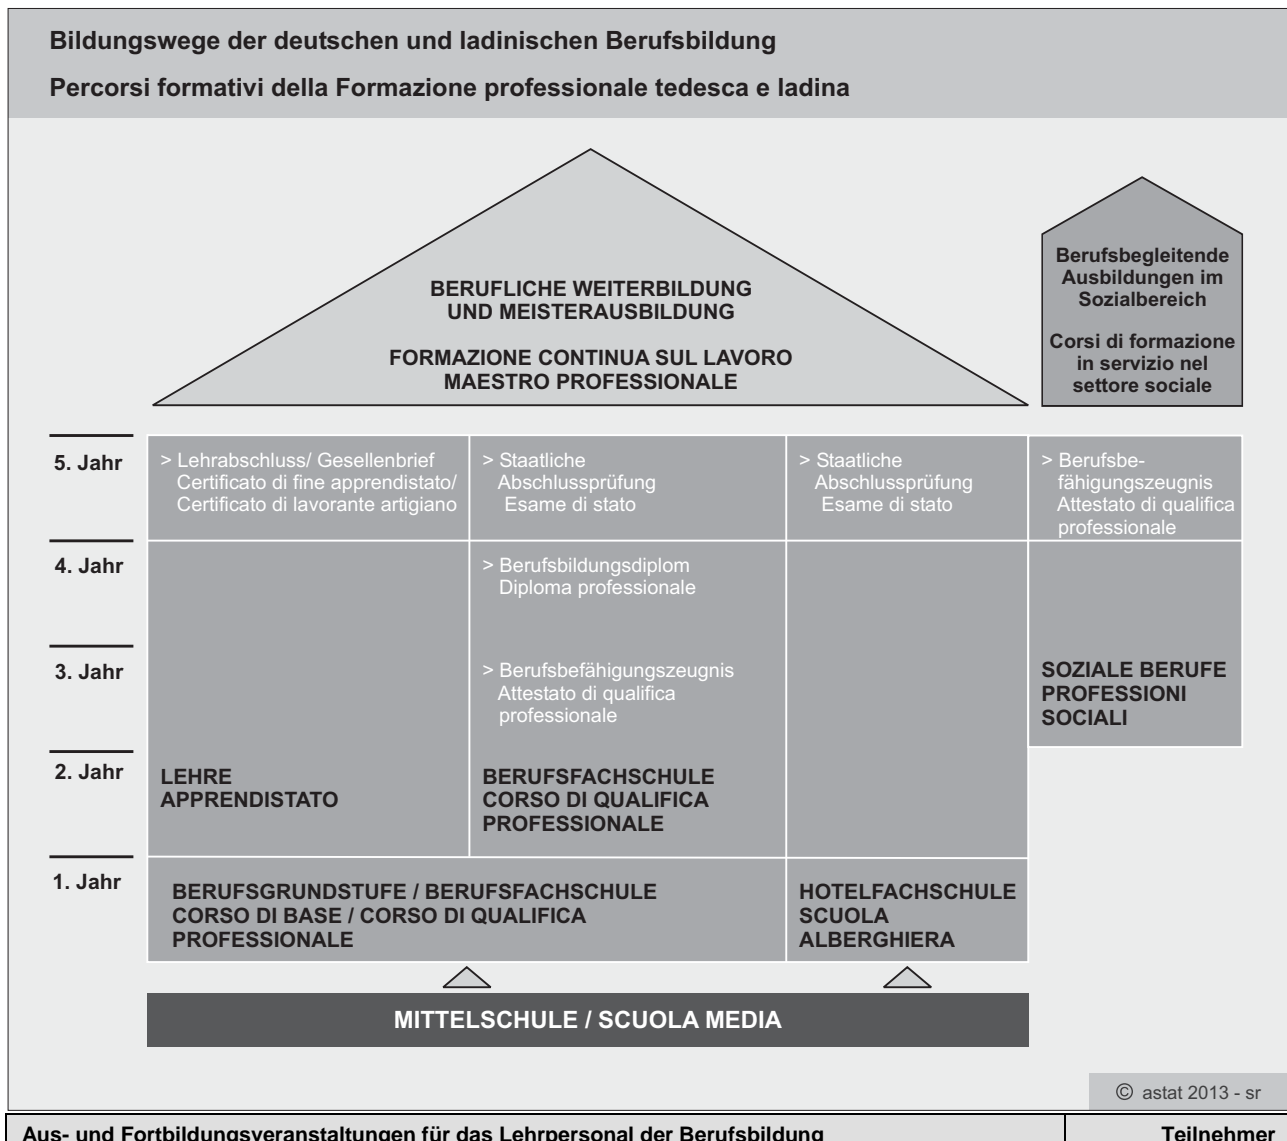 Bildungswege der deutschen und ladinischen Berufsbildung
Percorsi formativi della Formazione professionale tedesca e ladina
BERUFLICHE WEITERBILDUNG
UND MEISTERAUSBILDUNG
FORMAZIONE CONTINUA SUL LAVORO
MAESTRO PROFESSIONALE
Berufsbegleitende
Ausbildungen im
Sozialbereich
Corsi di formazione
in servizio nel
settore sociale
5. Jahr
> Lehrabschluss/ Gesellenbrief
Certificato di fine apprendistato/
Certificato di lavorante artigiano
> Staatliche
Abschlussprüfung
Esame di stato
> Staatliche
Abschlussprüfung
Esame di stato
> Berufsbe-
fähigungszeugnis
Attestato di qualifica
professionale
4. Jahr
> Berufsbildungsdiplom
Diploma professionale
3. Jahr
> Berufsbefähigungszeugnis
Attestato di qualifica
professionale
SOZIALE BERUFE
PROFESSIONI
SOCIALI
2. Jahr
LEHRE
APPRENDISTATO
BERUFSFACHSCHULE
CORSO DI QUALIFICA
PROFESSIONALE
1. Jahr
BERUFSGRUNDSTUFE / BERUFSFACHSCHULE
CORSO DI BASE / CORSO DI QUALIFICA
PROFESSIONALE
HOTELFACHSCHULE
SCUOLA
ALBERGHIERA
MITTELSCHULE / SCUOLA MEDIA
© astat 2013 - sr
Aus- und Fortbildungsveranstaltungen für das Lehrpersonal der Berufsbildung
Teilnehmer